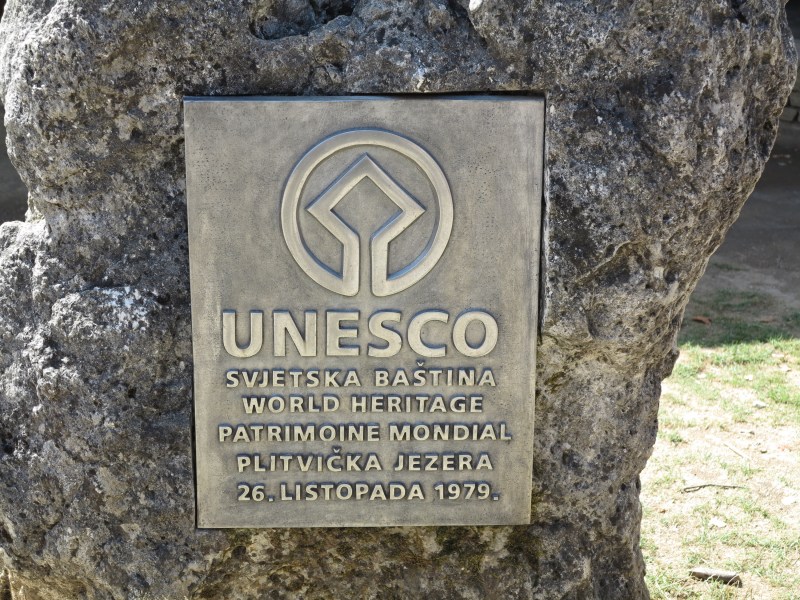 UNESCO
SVJETSKA BAŠTINA
WORLD HERITAGE
PATRIMOINE MONDIAL
PLITVIČKA JEZERA
26. LISTOPADA 1979.